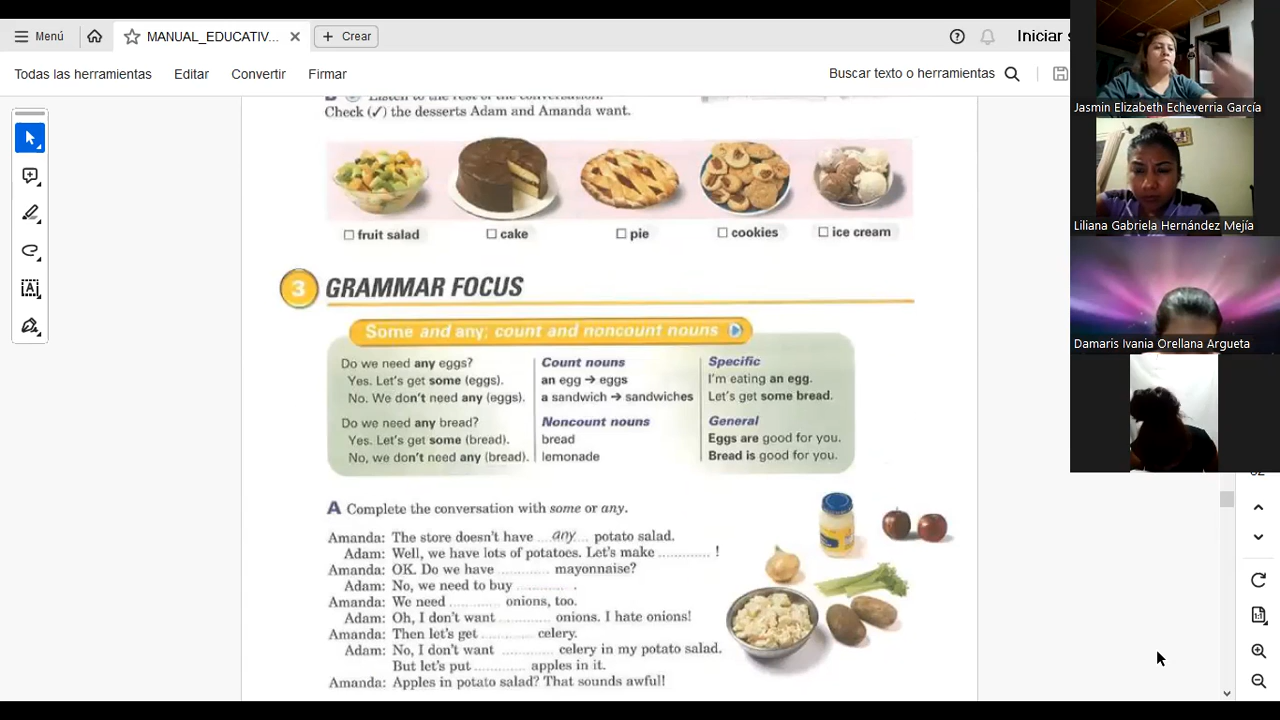 Menú
MANUAL_EDUCATIV...
Crear
Iniciar
Todas las herramientas
Editar
Convertir
Firmar
Buscar texto o herramientas
B Listen to the rest of the conversation.
Check (✓) the desserts Adam and Amanda want.
fruit salad
cake
pie
cookies
ice cream
3 GRAMMAR FOCUS
Some and any; count and noncount nouns
Do we need any eggs?
Yes. Let's get some (eggs).
No. We don't need any (eggs).
Do we need any bread?
Yes. Let's get some (bread).
No, we don't need any (bread).
Count nouns
an egg → eggs
a sandwich → sandwiches
Noncount nouns
bread
lemonade
Specific
I'm eating an egg.
Let's get some bread.
General
Eggs are good for you.
Bread is good for you.
A Complete the conversation with some or any.
Amanda: The store doesn't have ....any.... potato salad.
Adam: Well, we have lots of potatoes. Let's make ............ !
Amanda: OK. Do we have ............ mayonnaise?
Adam: No, we need to buy ............ .
Amanda: We need ............ onions, too.
Adam: Oh, I don't want ............ onions. I hate onions!
Amanda: Then let's get ............ celery.
Adam: No, I don't want ............ celery in my potato salad.
But let's put ............ apples in it.
Amanda: Apples in potato salad? That sounds awful!
Jasmin Elizabeth Echeverria García
Liliana Gabriela Hernández Mejía
Damaris Ivania Orellana Argueta